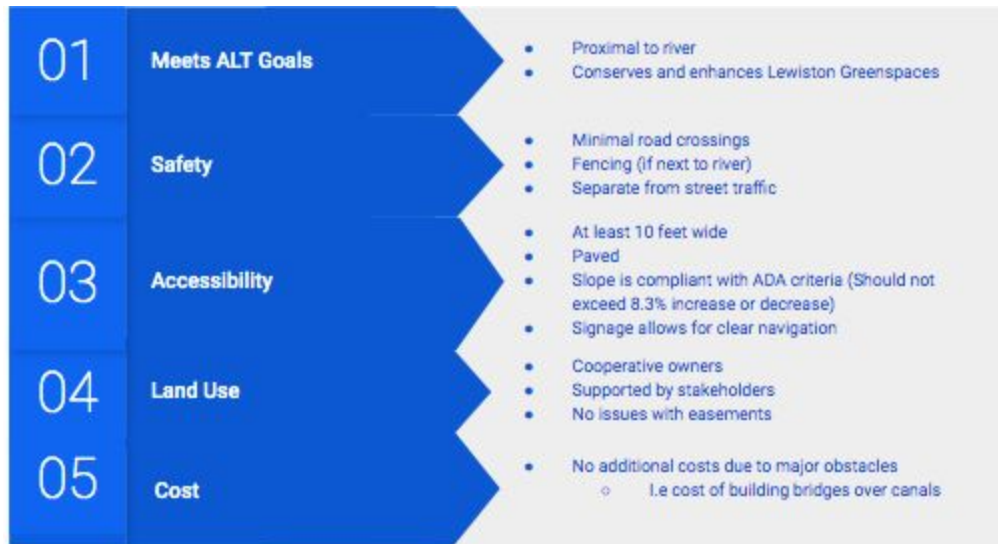 01
Meets ALT Goals
● Proximal to river
● Conserves and enhances Lewiston Greenspaces
02
Safety
● Minimal road crossings
● Fencing (if next to river)
● Separate from street traffic
03
Accessibility
● At least 10 feet wide
● Paved
● Slope is compliant with ADA criteria (Should not
exceed 8.3% increase or decrease)
● Signage allows for clear navigation
04
Land Use
● Cooperative owners
● Supported by stakeholders
● No issues with easements
05
Cost
● No additional costs due to major obstacles
○ I.e cost of building bridges over canals